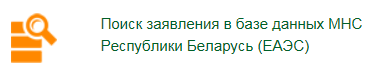 Поиск заявления в базе данных МНС
Республики Беларусь (ЕАЭС)